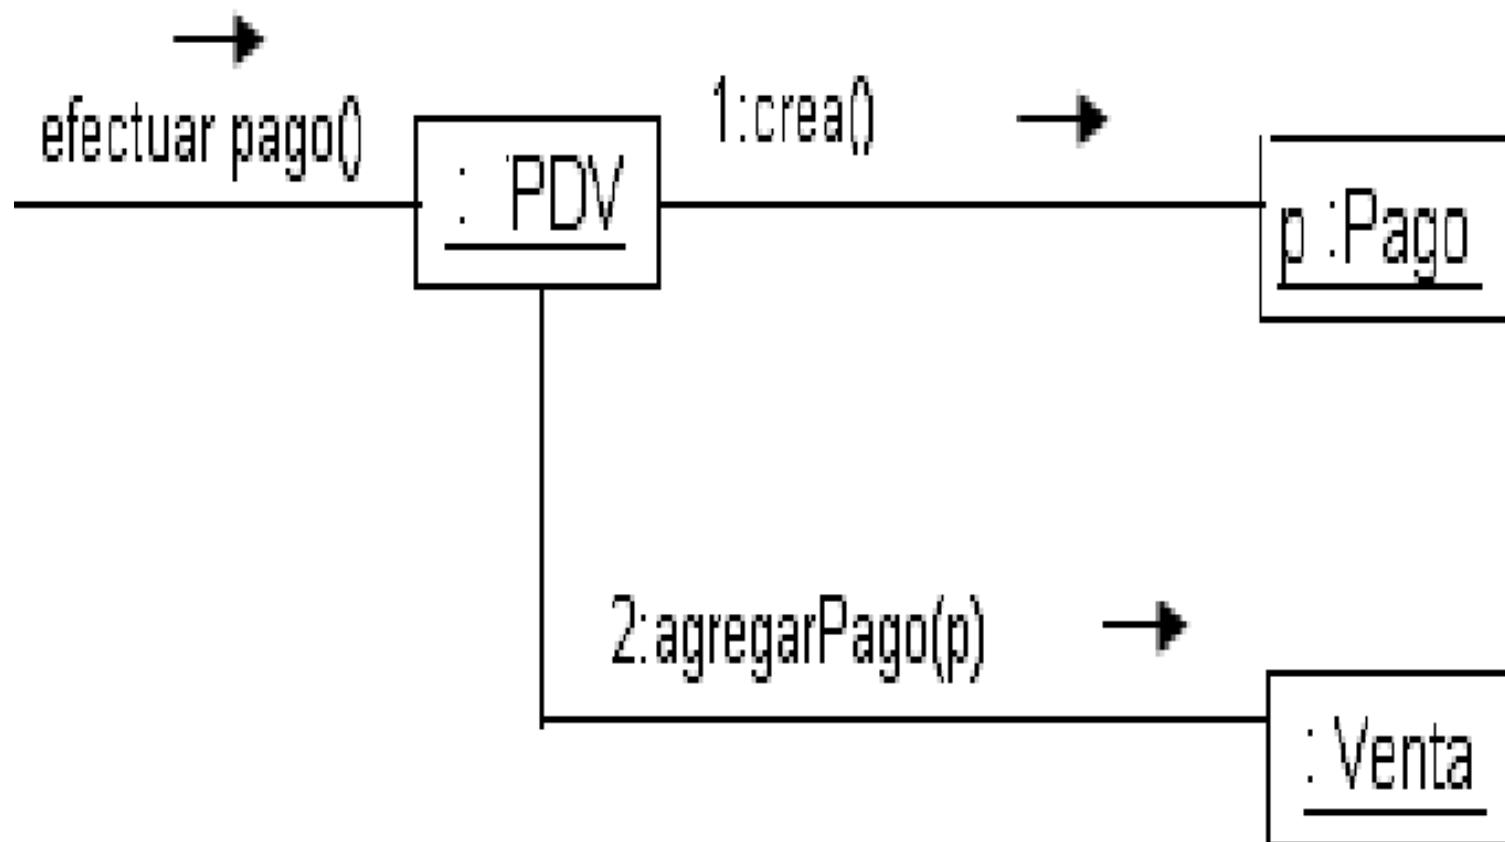 efectuar pago()
1:crea()
: PDV
p :Pago
2:agregarPago(p)
: Venta